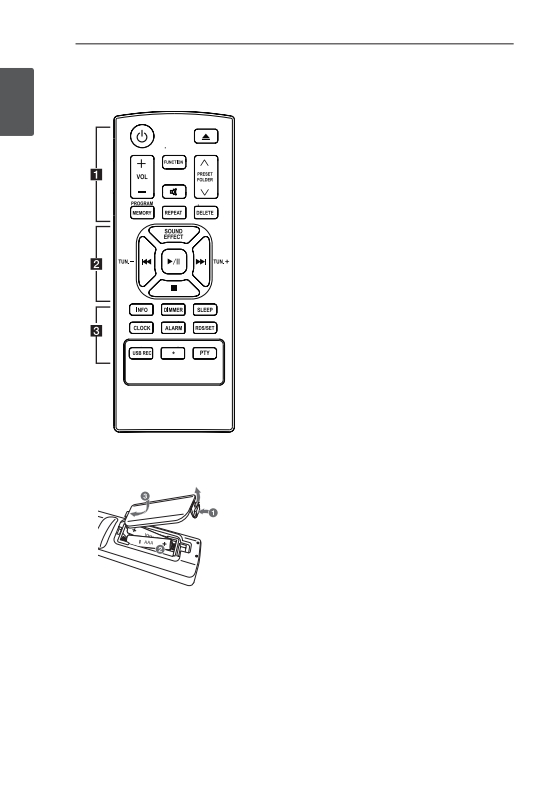 1
FUNCTION
+
VOL
−
PRESET
FOLDER
PROGRAM
MEMORY
REPEAT
DELETE
2
SOUND
EFFECT
TUN.−
TUN.+
3
INFO
DIMMER
SLEEP
CLOCK
ALARM
RDS/SET
USB REC
PTY
3
1
AAA
2